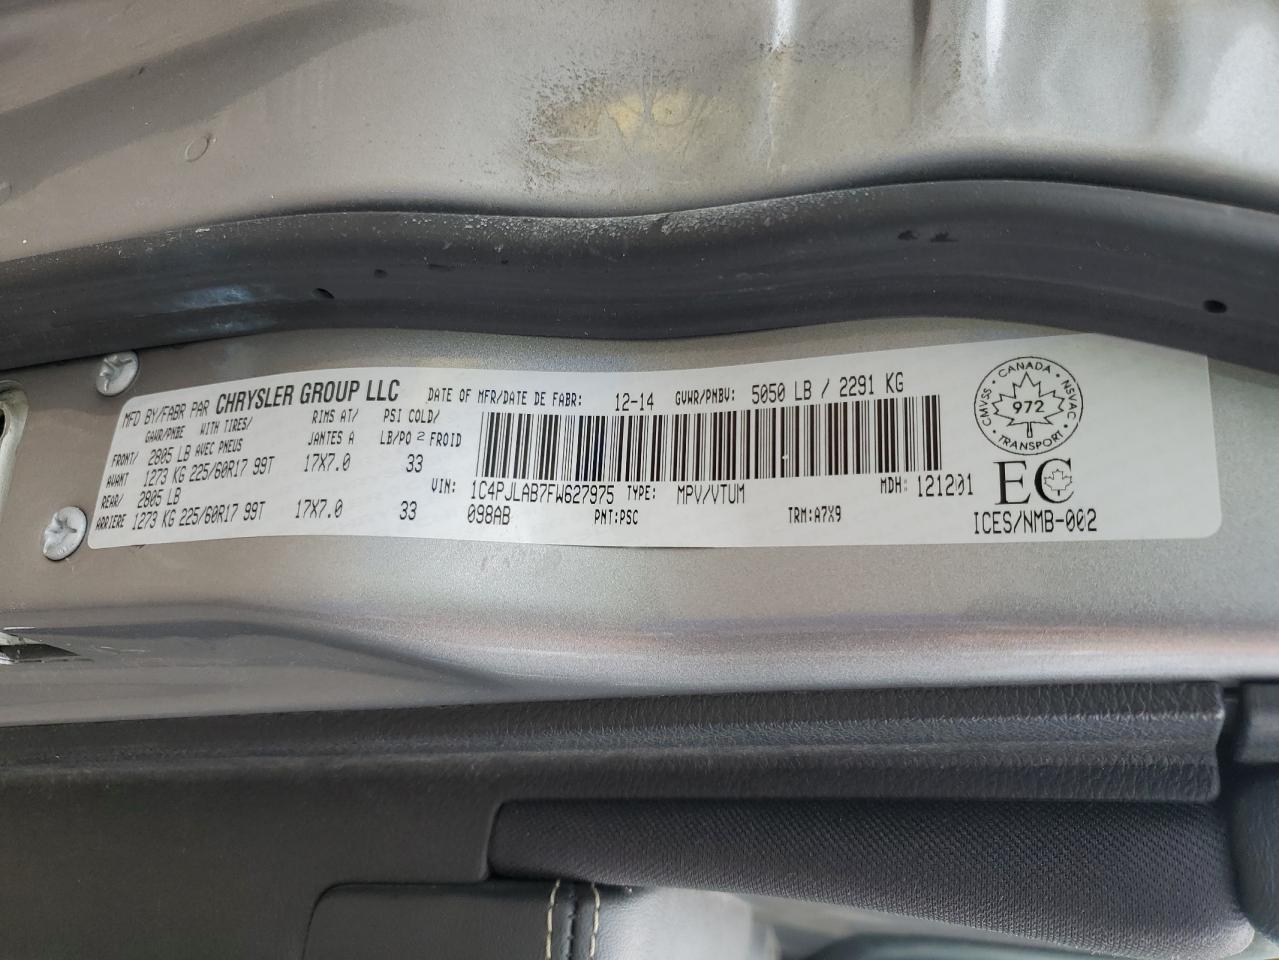 MFD BY/FABR PAR CHRYSLER GROUP LLC DATE OF MFR/DATE DE FABR: 12-14 GVWR/PNBV: 5050 LB / 2291 KG
GAWR/PNBE WITH TIRES/ AVEC PNEUS RIMS AT/ JANTES A PSI COLD/ LB/PO 2 FROID
FRONT/ AVANT 2805 LB 1273 KG 225/60R17 99T 17X7.0 33
REAR/ ARRIERE 2805 LB 1273 KG 225/60R17 99T 17X7.0 33
VIN: 1C4PJLAB7FW627975 TYPE: MPV/VTUM MDH: 121201
098AB PNT:PSC TRM:A7X9
CANADA
CMVSS · NSVAC
972
TRANSPORT
EC
ICES/NMB-002